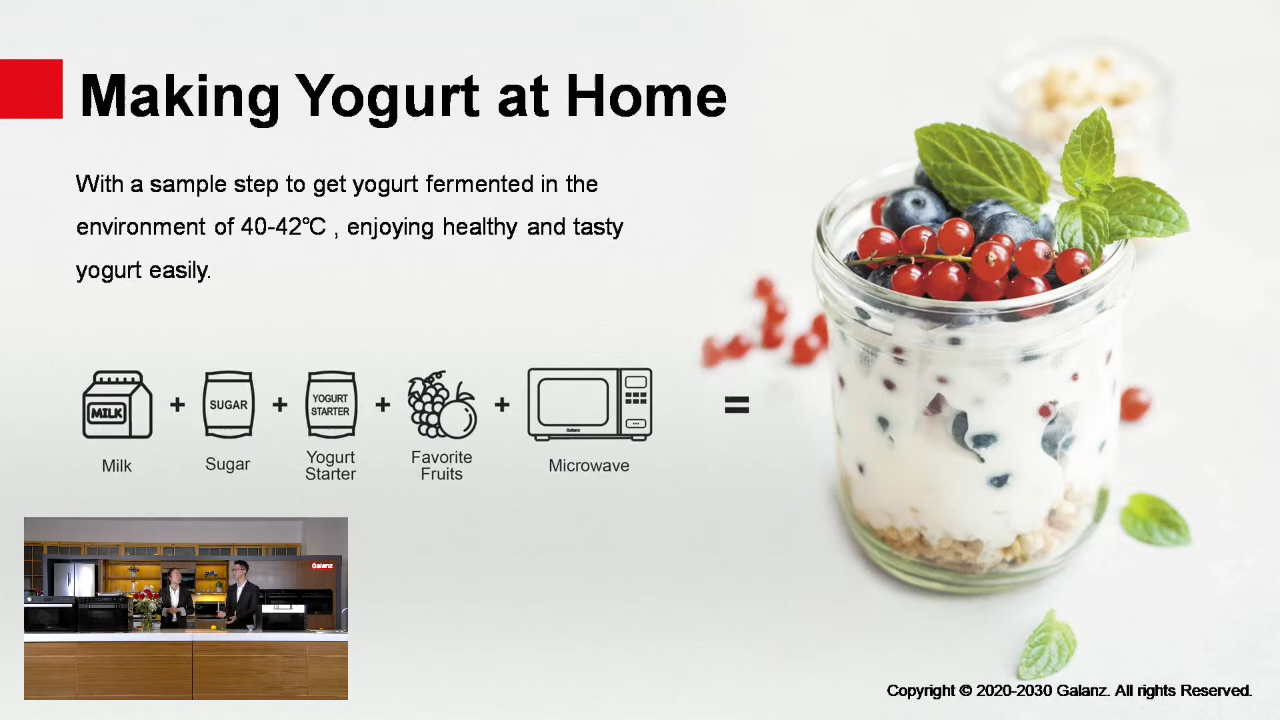 Making Yogurt at Home
With a sample step to get yogurt fermented in the
environment of 40-42℃ , enjoying healthy and tasty
yogurt easily.
MILK
+
SUGAR
+
YOGURT
STARTER
+
+
Galanz
=
Milk
Sugar
Yogurt
Starter
Favorite
Fruits
Microwave
Galanz
Copyright © 2020-2030 Galanz. All rights Reserved.